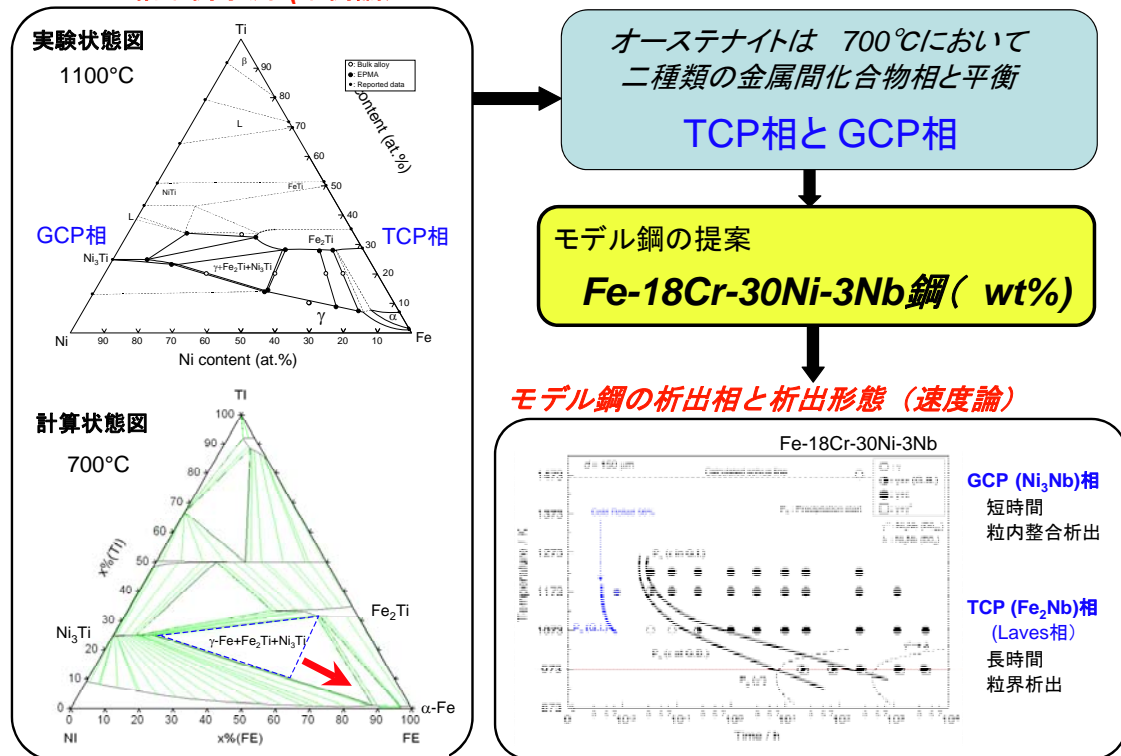 実験状態図
1100°C
Ti
Bulk alloy
EPMA
Reported data
content (at.%)
90
80
70
60
50
40
30
20
10
β
L
NiTi
FeTi
L
GCP相
TCP相
Fe₂Ti
Ni₃Ti
γ+Fe₂Ti+Ni₃Ti
γ
α
Ni
90 80 70 60 50 40 30 20 10
Fe
Ni content (at.%)
計算状態図
700°C
TI
100
90
80
70
60
50
40
30
20
10
0
x%(TI)
Fe₂Ti
Ni₃Ti
γ-Fe+Fe₂Ti+Ni₃Ti
α-Fe
0 10 20 30 40 50 60 70 80 90 100
NI
x%(FE)
FE
オーステナイトは 700℃において
二種類の金属間化合物相と平衡
TCP相と GCP相
モデル鋼の提案
Fe-18Cr-30Ni-3Nb鋼( wt%)
モデル鋼の析出相と析出形態（速度論）
Fe-18Cr-30Ni-3Nb
Temperature / K
1473
1373
1273
1173
1073
973
873
Time / h
GCP (Ni₃Nb)相
短時間
粒内整合析出
TCP (Fe₂Nb)相
(Laves相）
長時間
粒界析出